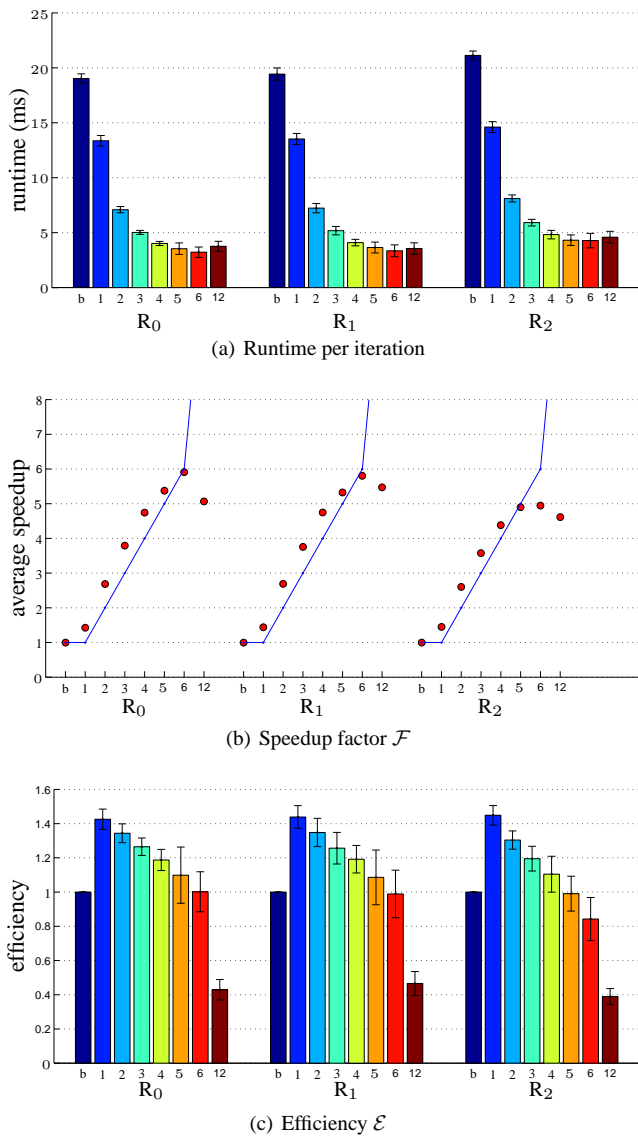 runtime (ms)
25
20
15
10
5
0
b 1 2 3 4 5 6 12 b 1 2 3 4 5 6 12 b 1 2 3 4 5 6 12
R0 R1 R2
(a) Runtime per iteration
average speedup
8
7
6
5
4
3
2
1
0
b 1 2 3 4 5 6 12 b 1 2 3 4 5 6 12 b 1 2 3 4 5 6 12
R0 R1 R2
(b) Speedup factor F
efficiency
1.6
1.4
1.2
1
0.8
0.6
0.4
0.2
0
b 1 2 3 4 5 6 12 b 1 2 3 4 5 6 12 b 1 2 3 4 5 6 12
R0 R1 R2
(c) Efficiency E